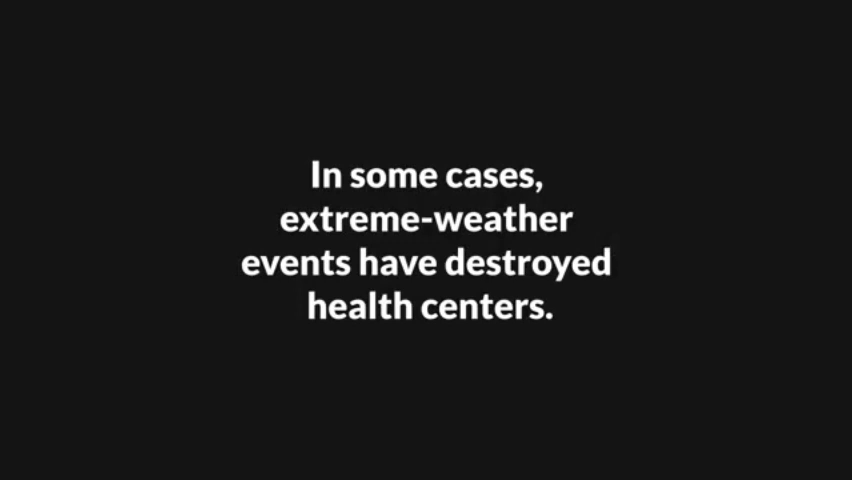 In some cases,
extreme-weather
events have destroyed
health centers.